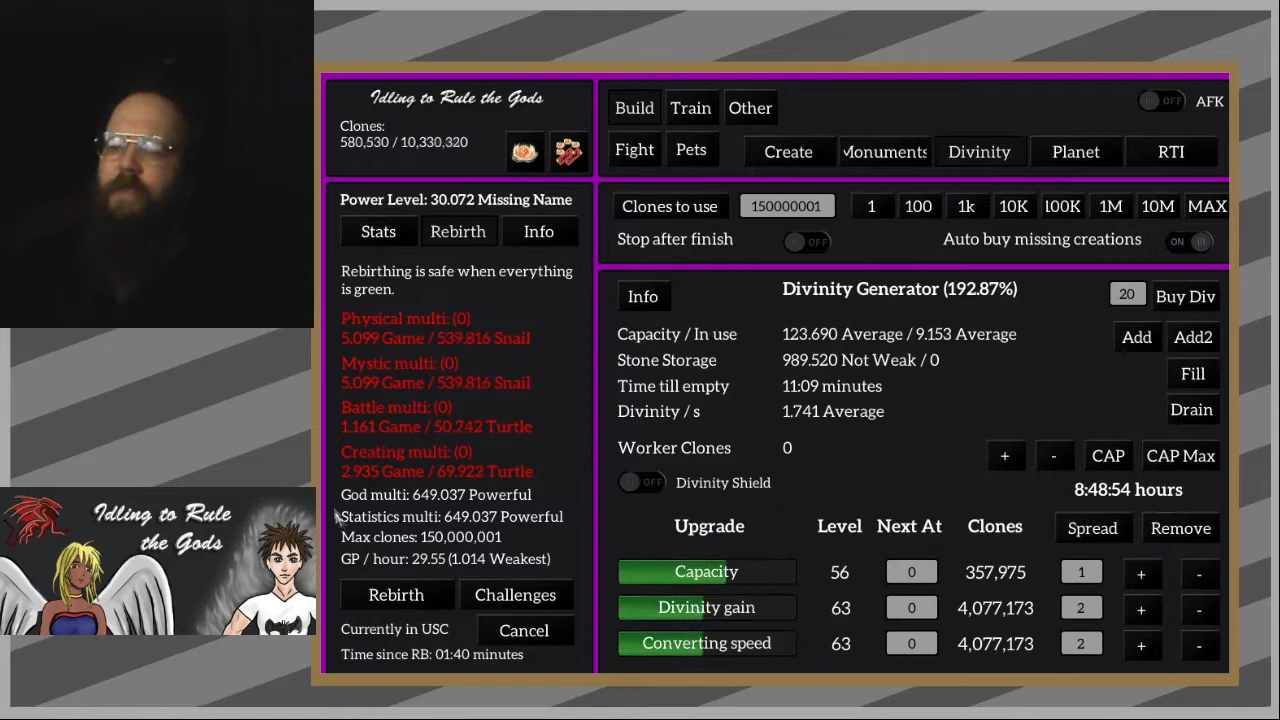 Idling to Rule the Gods
Clones:
580,530 / 10,330,320
Build
Train
Other
OFF
AFK
Fight
Pets
Create
Monuments
Divinity
Planet
RTI
Power Level: 30.072 Missing Name
Stats
Rebirth
Info
Rebirthing is safe when everything
is green.
Physical multi: (0)
5.099 Game / 539.816 Snail
Mystic multi: (0)
5.099 Game / 539.816 Snail
Battle multi: (0)
1.161 Game / 50.742 Turtle
Creating multi: (0)
2.935 Game / 69.922 Turtle
God multi: 649.037 Powerful
Statistics multi: 649.037 Powerful
Max clones: 150,000,001
GP / hour: 29.55 (1.014 Weakest)
Rebirth
Challenges
Currently in USC
Cancel
Time since RB: 01:40 minutes
Clones to use
150000001
1
100
1k
10K
100K
1M
10M
MAX
Stop after finish
OFF
Auto buy missing creations
ON
Info
Divinity Generator (192.87%)
20
Buy Div
Capacity / In use
123.690 Average / 9.153 Average
Add
Add2
Stone Storage
989.520 Not Weak / 0
Time till empty
11:09 minutes
Fill
Divinity / s
1.741 Average
Drain
Worker Clones
0
+
-
CAP
CAP Max
OFF
Divinity Shield
8:48:54 hours
Upgrade
Level
Next At
Clones
Spread
Remove
Capacity
56
0
357,975
1
+
-
Divinity gain
63
0
4,077,173
2
+
-
Converting speed
63
0
4,077,173
2
+
-
Idling to Rule
the Gods